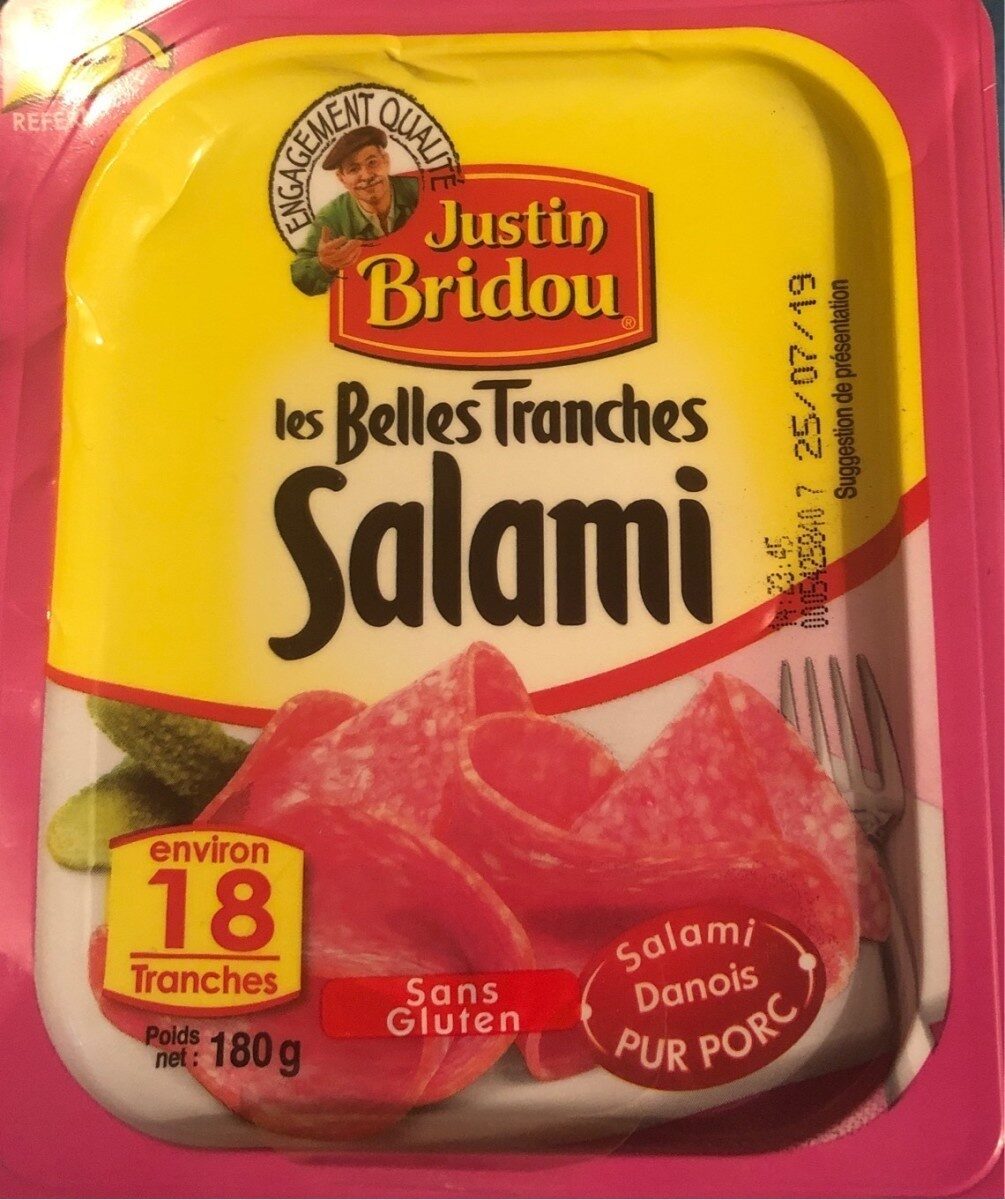 ENGAGEMENT QUALITÉ
Justin
Bridou®
les Belles Tranches
Salami
25/07/19
Suggestion de présentation
environ
18
Tranches
Poids
net : 180 g
Sans
Gluten
Salami
Danois
PUR PORC